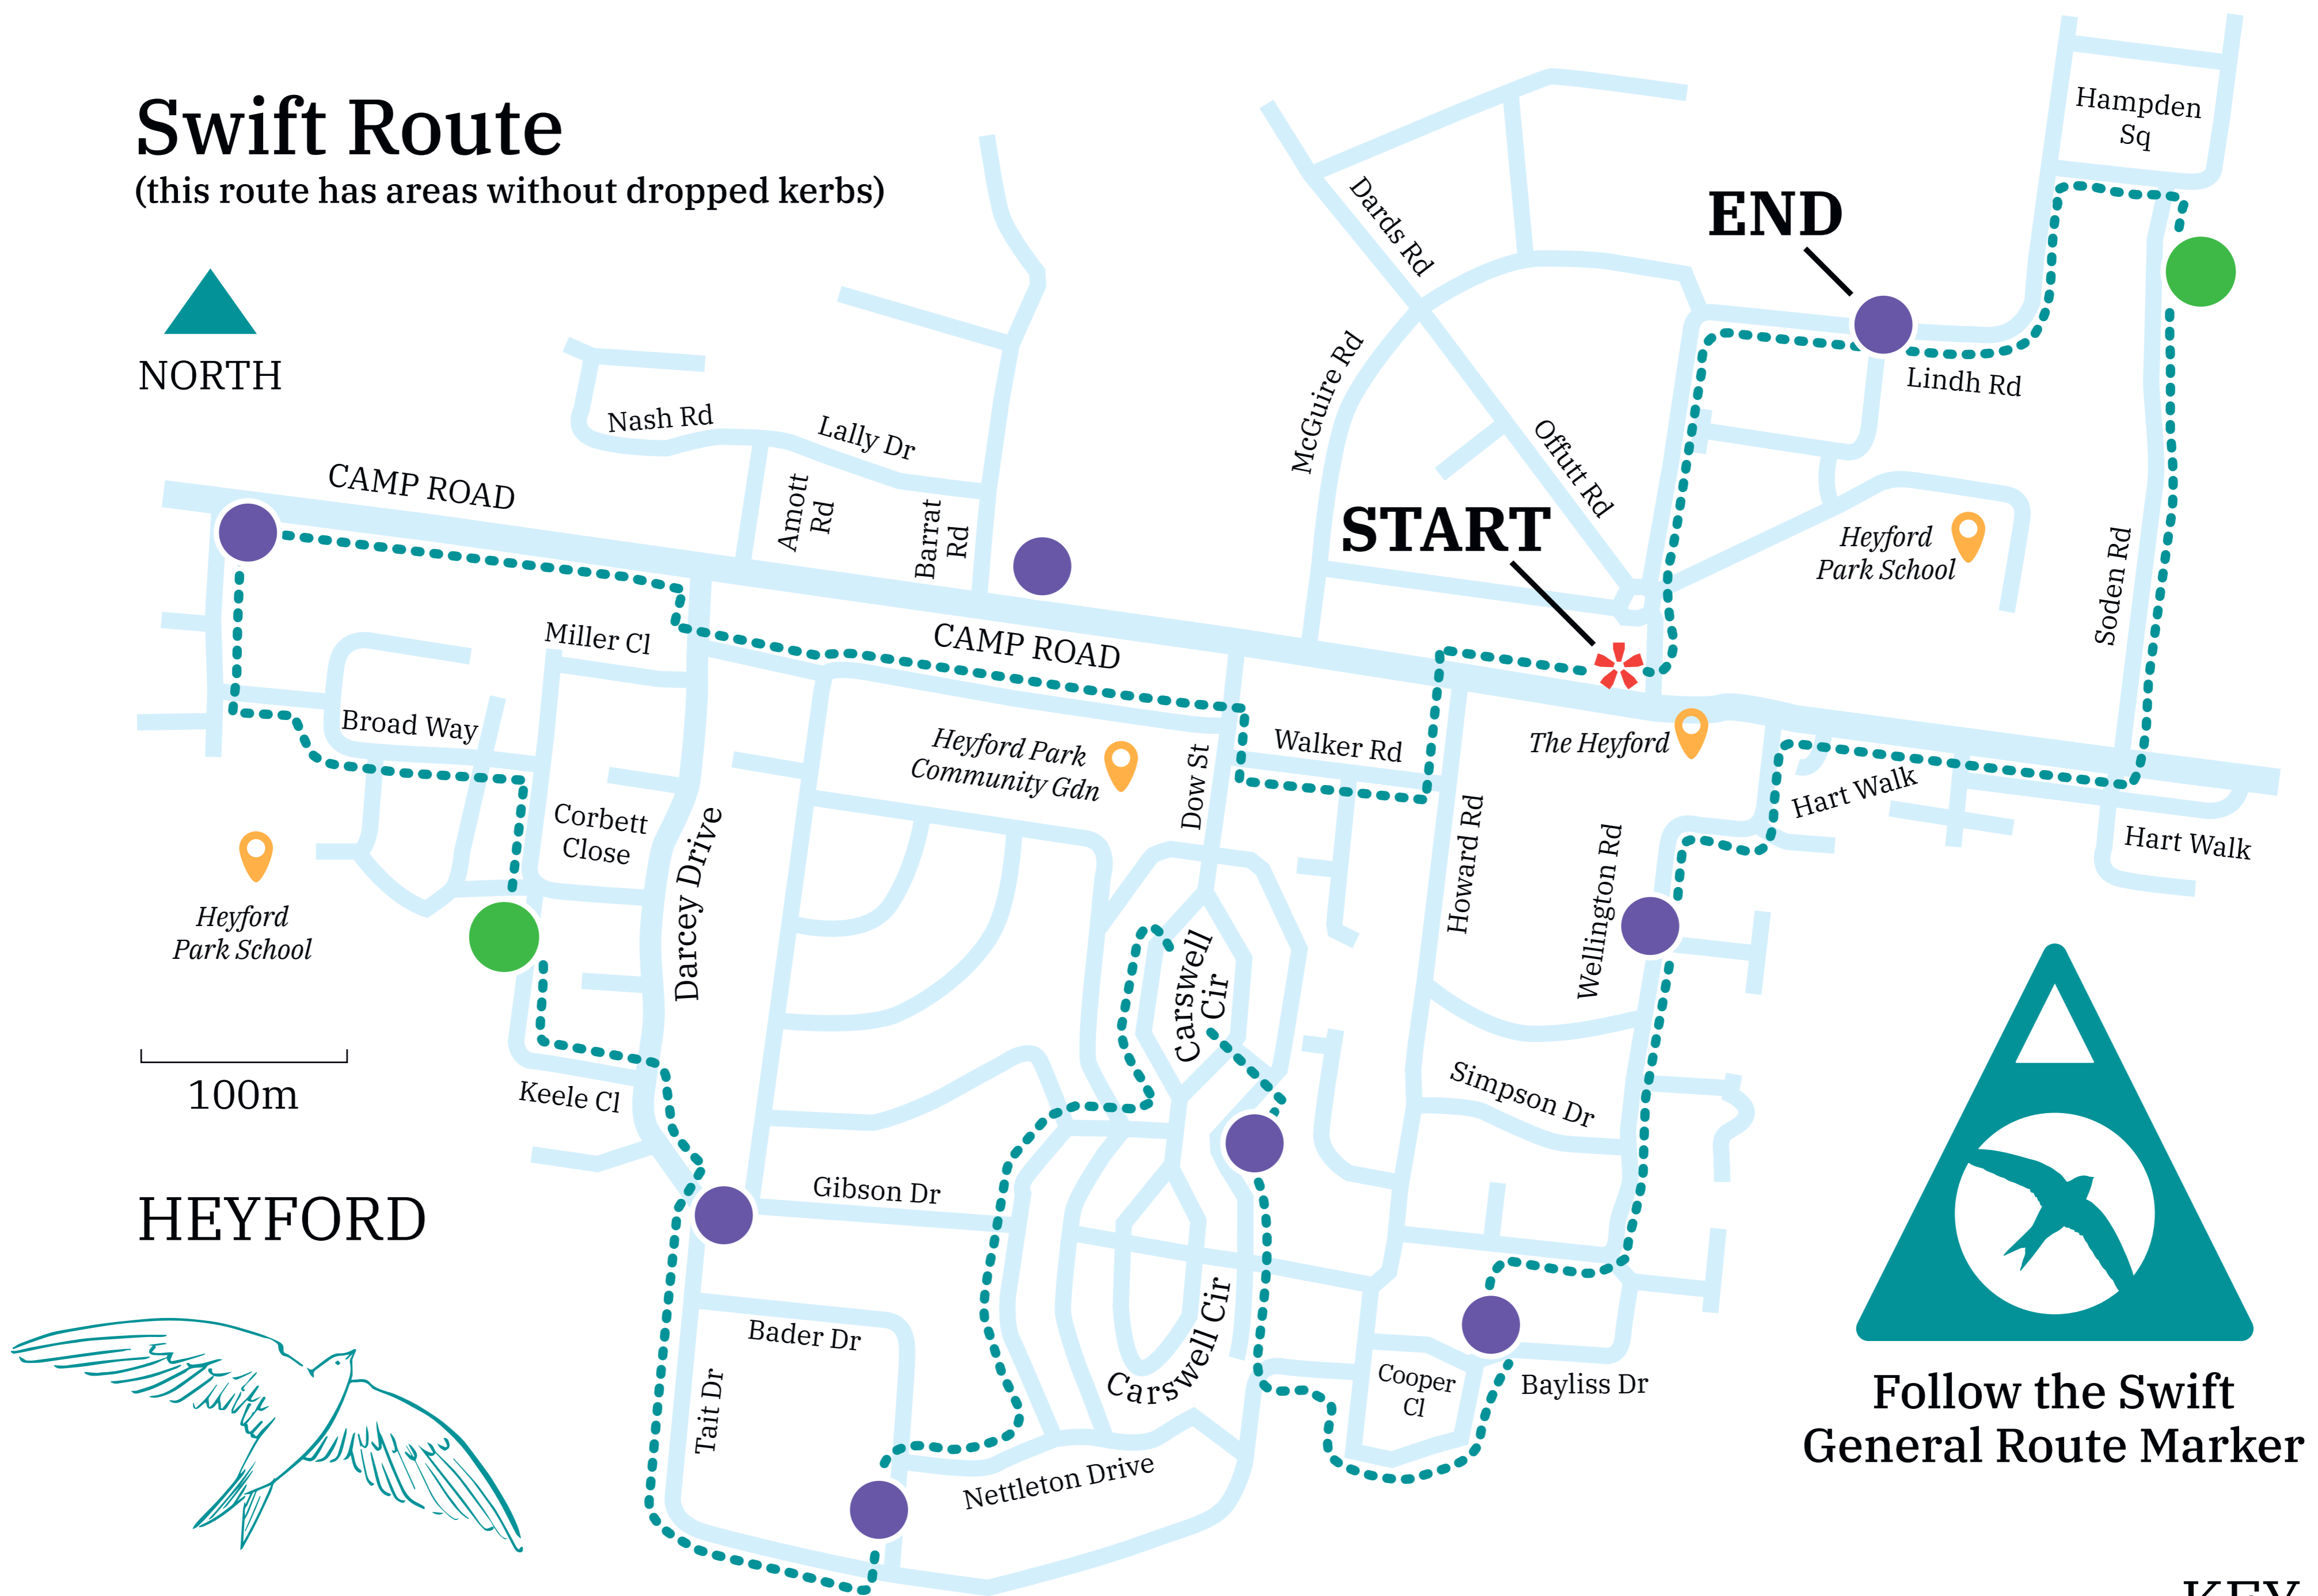 Swift Route
(this route has areas without dropped kerbs)
NORTH
Hampden
Sq
END
Dards Rd
McGuire Rd
Lindh Rd
Nash Rd
Lally Dr
Offutt Rd
CAMP ROAD
Amott
Rd
Barrat
Rd
START
Heyford
Park School
Soden Rd
Miller Cl
CAMP ROAD
Broad Way
Heyford Park
Community Gdn
Dow St
Walker Rd
The Heyford
Hart Walk
Hart Walk
Corbett
Close
Darcey Drive
Howard Rd
Wellington Rd
Heyford
Park School
Carswell
Cir
100m
Keele Cl
Simpson Dr
HEYFORD
Gibson Dr
Bader Dr
Tait Dr
Carswell Cir
Cooper
Cl
Bayliss Dr
Nettleton Drive
Follow the Swift
General Route Marker
KEY